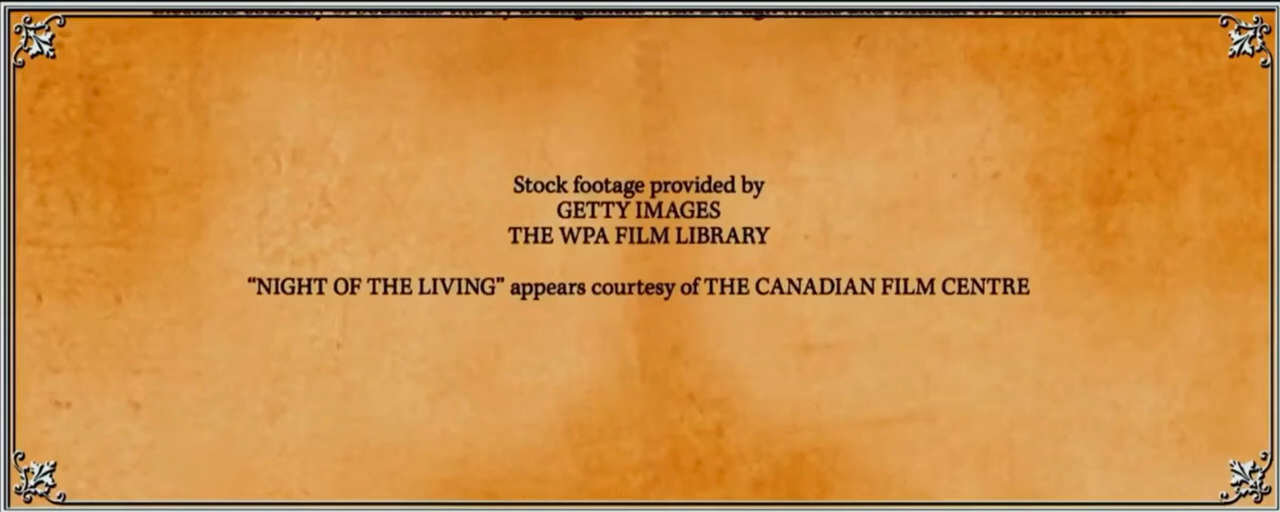 Stock footage provided by
GETTY IMAGES
THE WPA FILM LIBRARY
“NIGHT OF THE LIVING” appears courtesy of THE CANADIAN FILM CENTRE